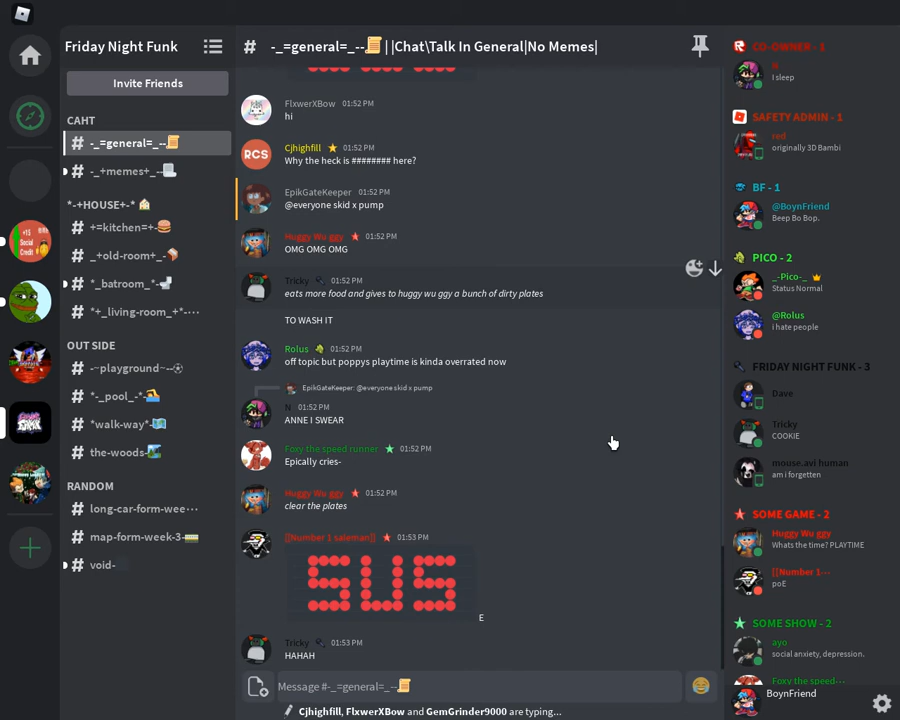 Friday Night Funk
Invite Friends
CAHT
# -_=general=_--📜
# -_+memes+_--📃
*-+HOUSE+-* 🏠
# +=kitchen=+-🍔
# _+old-room+_-🪃
# *_batroom_*-🚽
# *+_living-room_+*-···
OUT SIDE
# -~playground~--⚽
# *-_pool_-*-🏊
# *walk-way*-🗺️
# the-woods-🏞️
RANDOM
# long-car-form-wee···
# map-form-week-3-🚃
# void-
+15
Social
Credit
# -_=general=_--📜 | |Chat\Talk In General|No Memes|
FlxwerXBow 01:52 PM
hi
RCS
Cjhighfill 01:52 PM
Why the heck is ######## here?
EpikGateKeeper 01:52 PM
@everyone skid x pump
Huggy Wu ggy 01:52 PM
OMG OMG OMG
Tricky 01:52 PM
eats more food and gives to huggy wu ggy a bunch of dirty plates
TO WASH IT
Rolus 01:52 PM
off topic but poppys playtime is kinda overrated now
EpikGateKeeper: @everyone skid x pump
N 01:52 PM
ANNE I SWEAR
Foxy the speed runner 01:52 PM
Epically cries-
Huggy Wu ggy 01:52 PM
clear the plates
[[Number 1 saleman]] 01:53 PM
SUS
E
Tricky 01:53 PM
HAHAH
Message #-_=general=_--📜
Cjhighfill, FlxwerXBow and GemGrinder9000 are typing...
CO-OWNER - 1
N
I sleep
SAFETY ADMIN - 1
red
originally 3D Bambi
BF - 1
@BoynFriend
Beep Bo Bop.
PICO - 2
_-Pico-_
Status Normal
@Rolus
i hate people
FRIDAY NIGHT FUNK - 3
Dave
Tricky
COOKIE
mouse.avi human
am i forgotten
SOME GAME - 2
Huggy Wu ggy
Whats the time? PLAYTIME
[[Number 1···
poE
SOME SHOW - 2
ayo
social anxiety, depression.
Foxy the speed···
BoynFriend